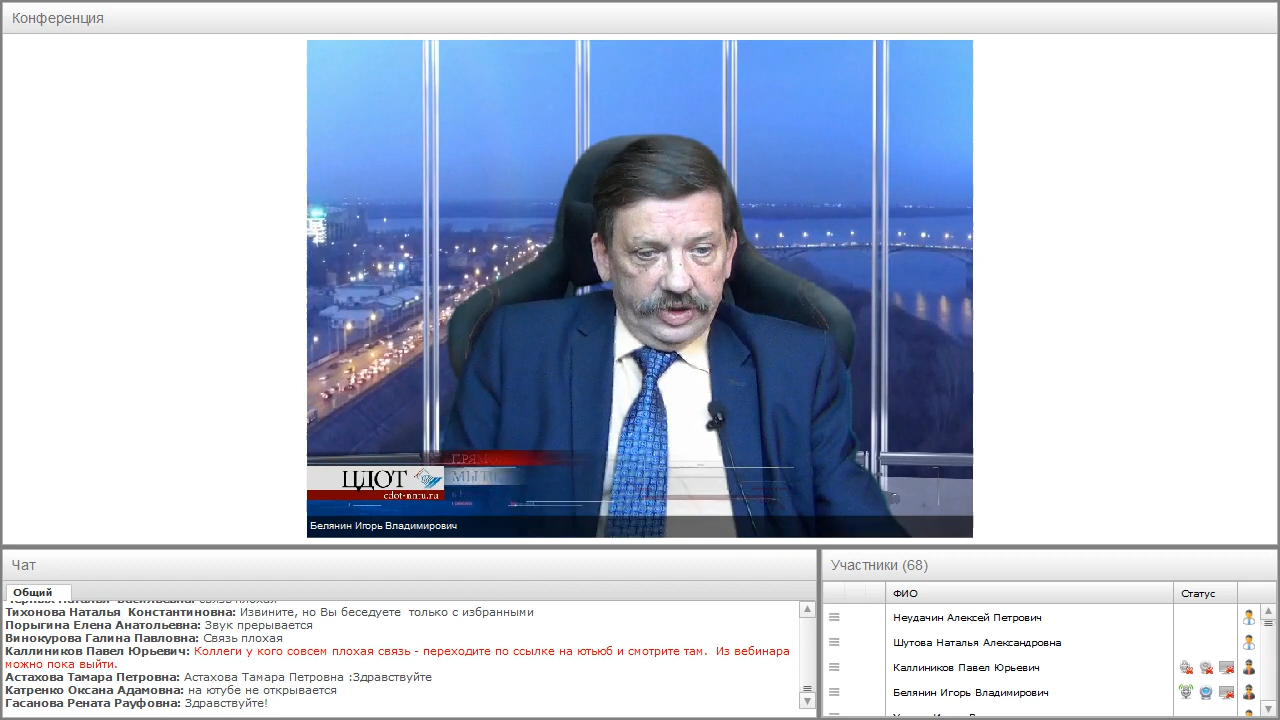 Конференция
ПРЯМ
МЫТИ
ЦДОТ
cdot-nntu.ru
Белянин Игорь Владимирович
Чат
Общий
связь плохая
Тихонова Наталья Константиновна: Извините, но Вы беседуете только с избранными
Порыгина Елена Анатольевна: Звук прерывается
Винокурова Галина Павловна: Связь плохая
Каллиников Павел Юрьевич: Коллеги у кого совсем плохая связь - переходите по ссылке на ютьюб и смотрите там. Из вебинара
можно пока выйти.
Астахова Тамара Петровна: Астахова Тамара Петровна :Здравствуйте
Катренко Оксана Адамовна: на ютубе не открывается
Гасанова Рената Рауфовна: Здравствуйте!
Участники (68)
ФИО Статус
Неудачин Алексей Петрович
Шутова Наталья Александровна
Каллиников Павел Юрьевич
Белянин Игорь Владимирович